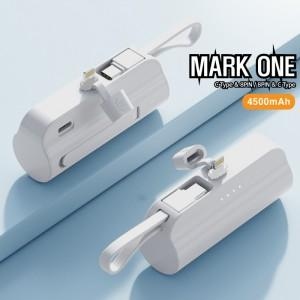 MARK ONE
C Type & 8PIN / 8PIN & C Type
4500mAh